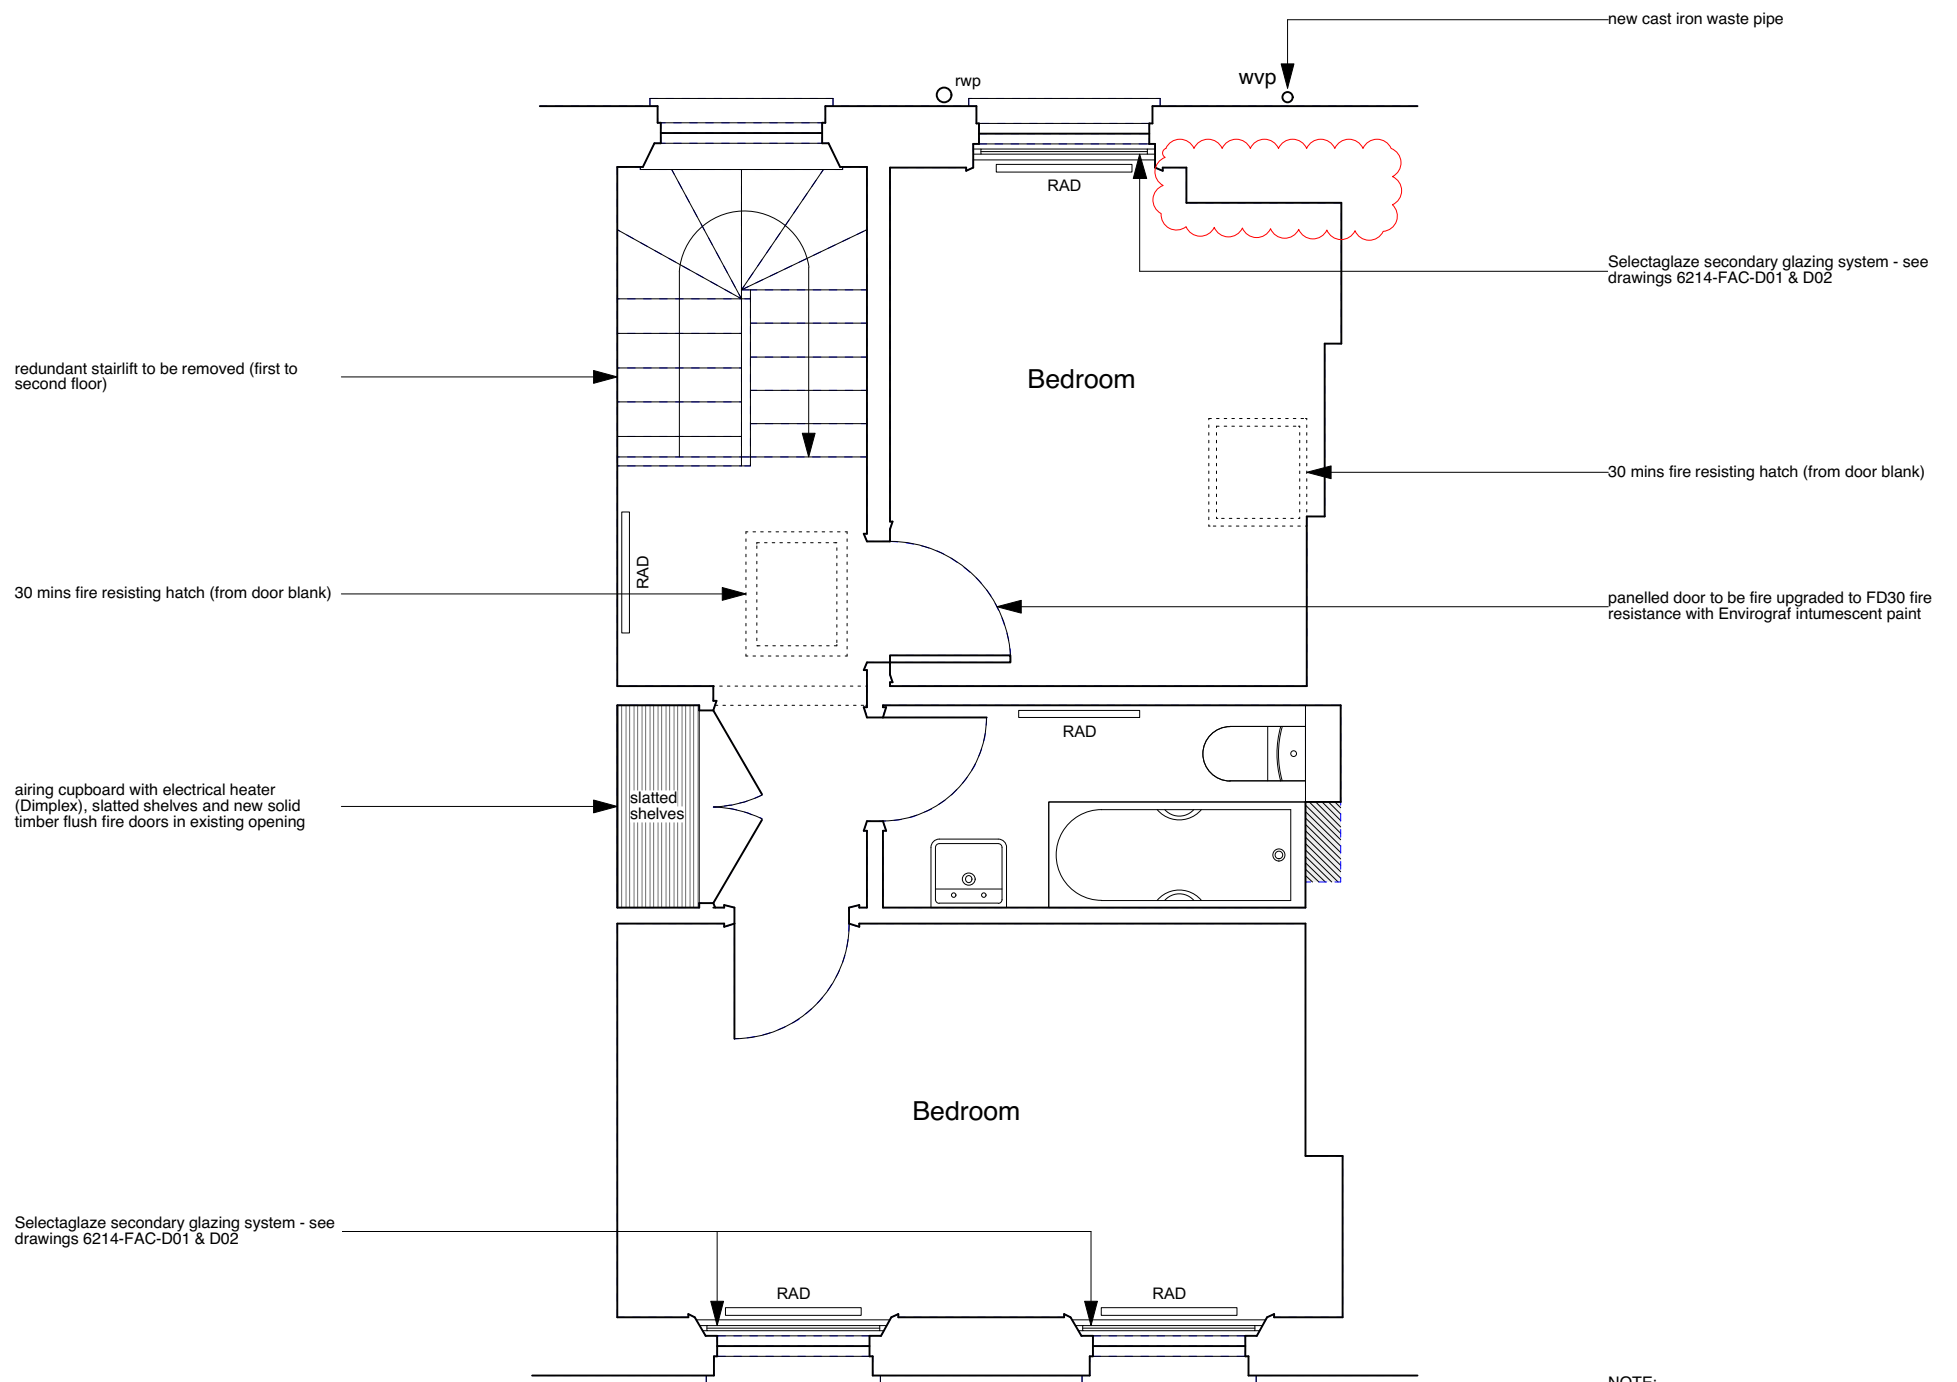 new cast iron waste pipe
rwp
wvp
RAD
Selectaglaze secondary glazing system - see
drawings 6214-FAC-D01 & D02
redundant stairlift to be removed (first to
second floor)
Bedroom
30 mins fire resisting hatch (from door blank)
30 mins fire resisting hatch (from door blank)
RAD
panelled door to be fire upgraded to FD30 fire
resistance with Envirograf intumescent paint
RAD
airing cupboard with electrical heater
(Dimplex), slatted shelves and new solid
timber flush fire doors in existing opening
slatted
shelves
Bedroom
Selectaglaze secondary glazing system - see
drawings 6214-FAC-D01 & D02
RAD
RAD
NOTE: